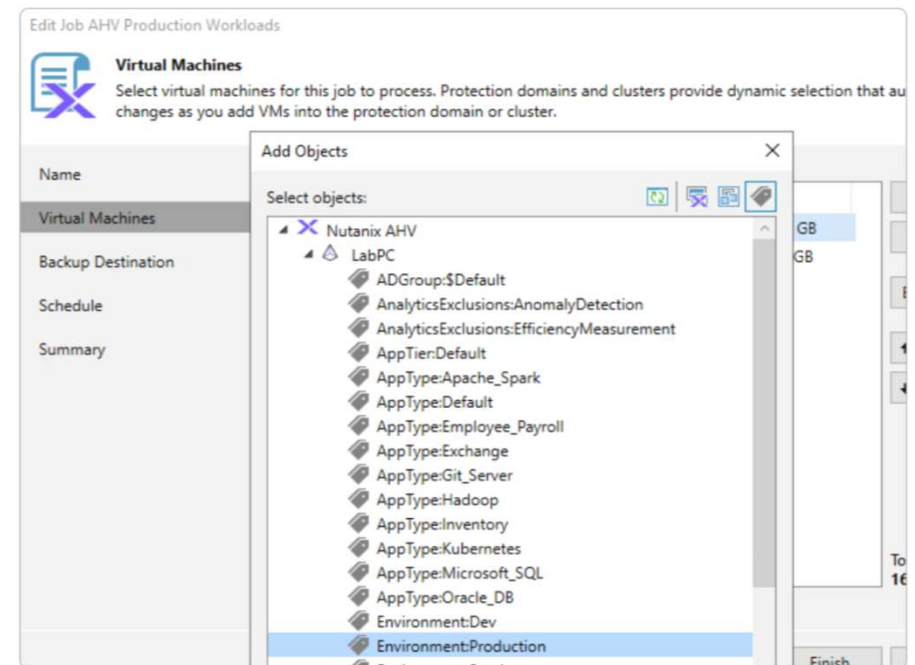 Edit Job AHV Production Workloads
Virtual Machines
Select virtual machines for this job to process. Protection domains and clusters provide dynamic selection that au
changes as you add VMs into the protection domain or cluster.
Name
Virtual Machines
Backup Destination
Schedule
Summary
Add Objects
Select objects:
Nutanix AHV
LabPC
ADGroup:$Default
AnalyticsExclusions:AnomalyDetection
AnalyticsExclusions:EfficiencyMeasurement
AppTier:Default
AppType:Apache_Spark
AppType:Default
AppType:Employee_Payroll
AppType:Exchange
AppType:Git_Server
AppType:Hadoop
AppType:Inventory
AppType:Kubernetes
AppType:Microsoft_SQL
AppType:Oracle_DB
Environment:Dev
Environment:Production
GB
GB
To
16
Finish